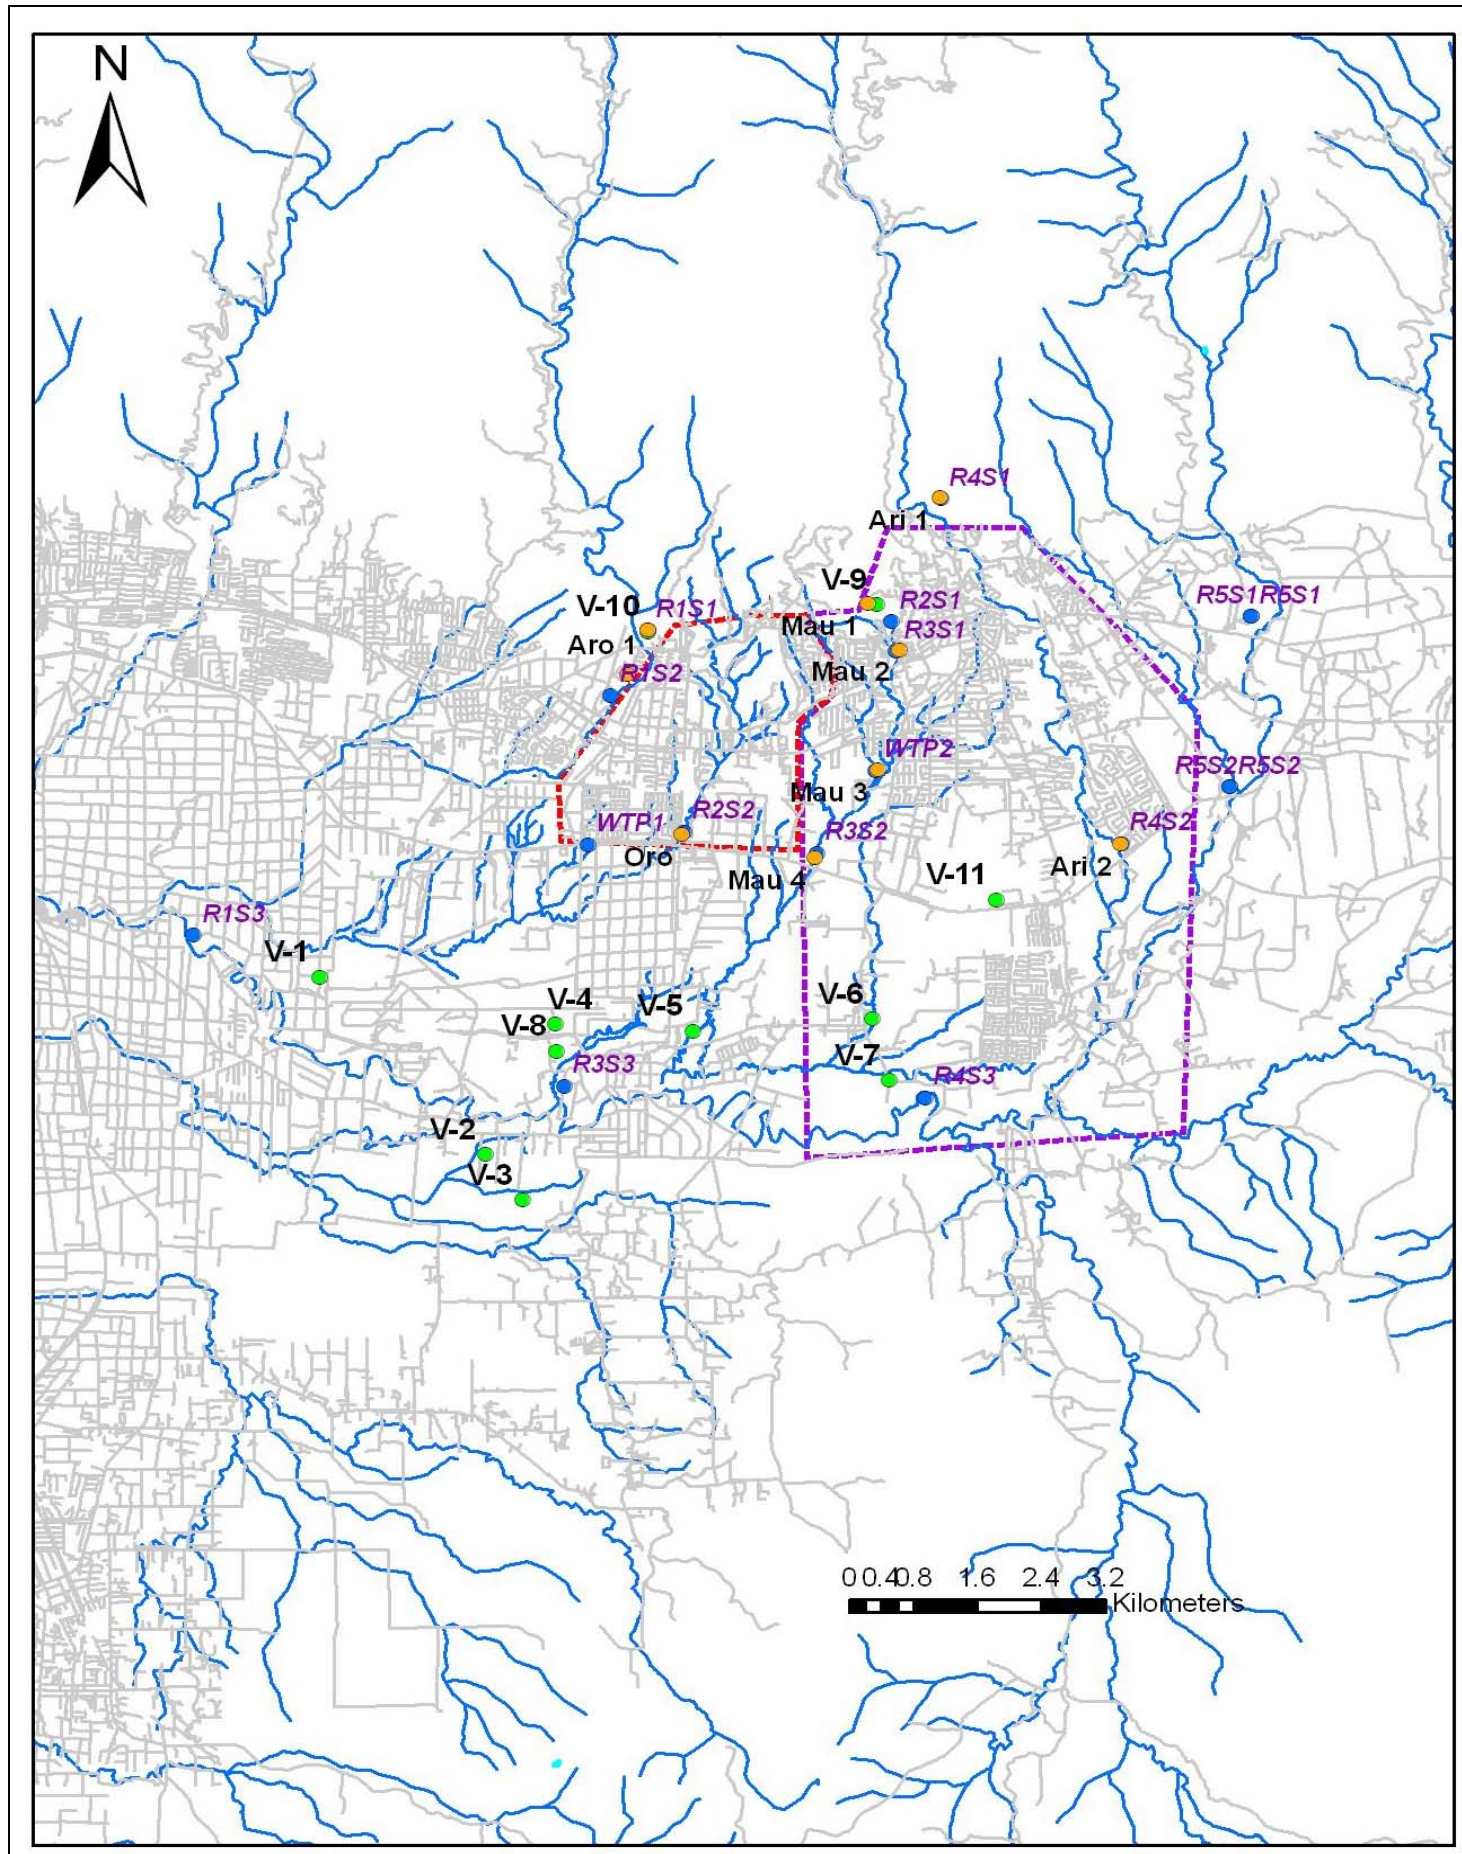 N
R4S1
Ari 1
V-9
R5S1R5S1
V-10
R1S1
R2S1
Mau 1
R3S1
Aro 1
R1S2
Mau 2
WTP2
R5S2R5S2
Mau 3
WTP1
R2S2
R3S2
R4S2
Oro
Mau 4
V-11
Ari 2
R1S3
V-1
V-4
V-5
V-6
V-8
R3S3
V-7
R4S3
V-2
V-3
0 0.4 0.8 1.6 2.4 3.2
Kilometers